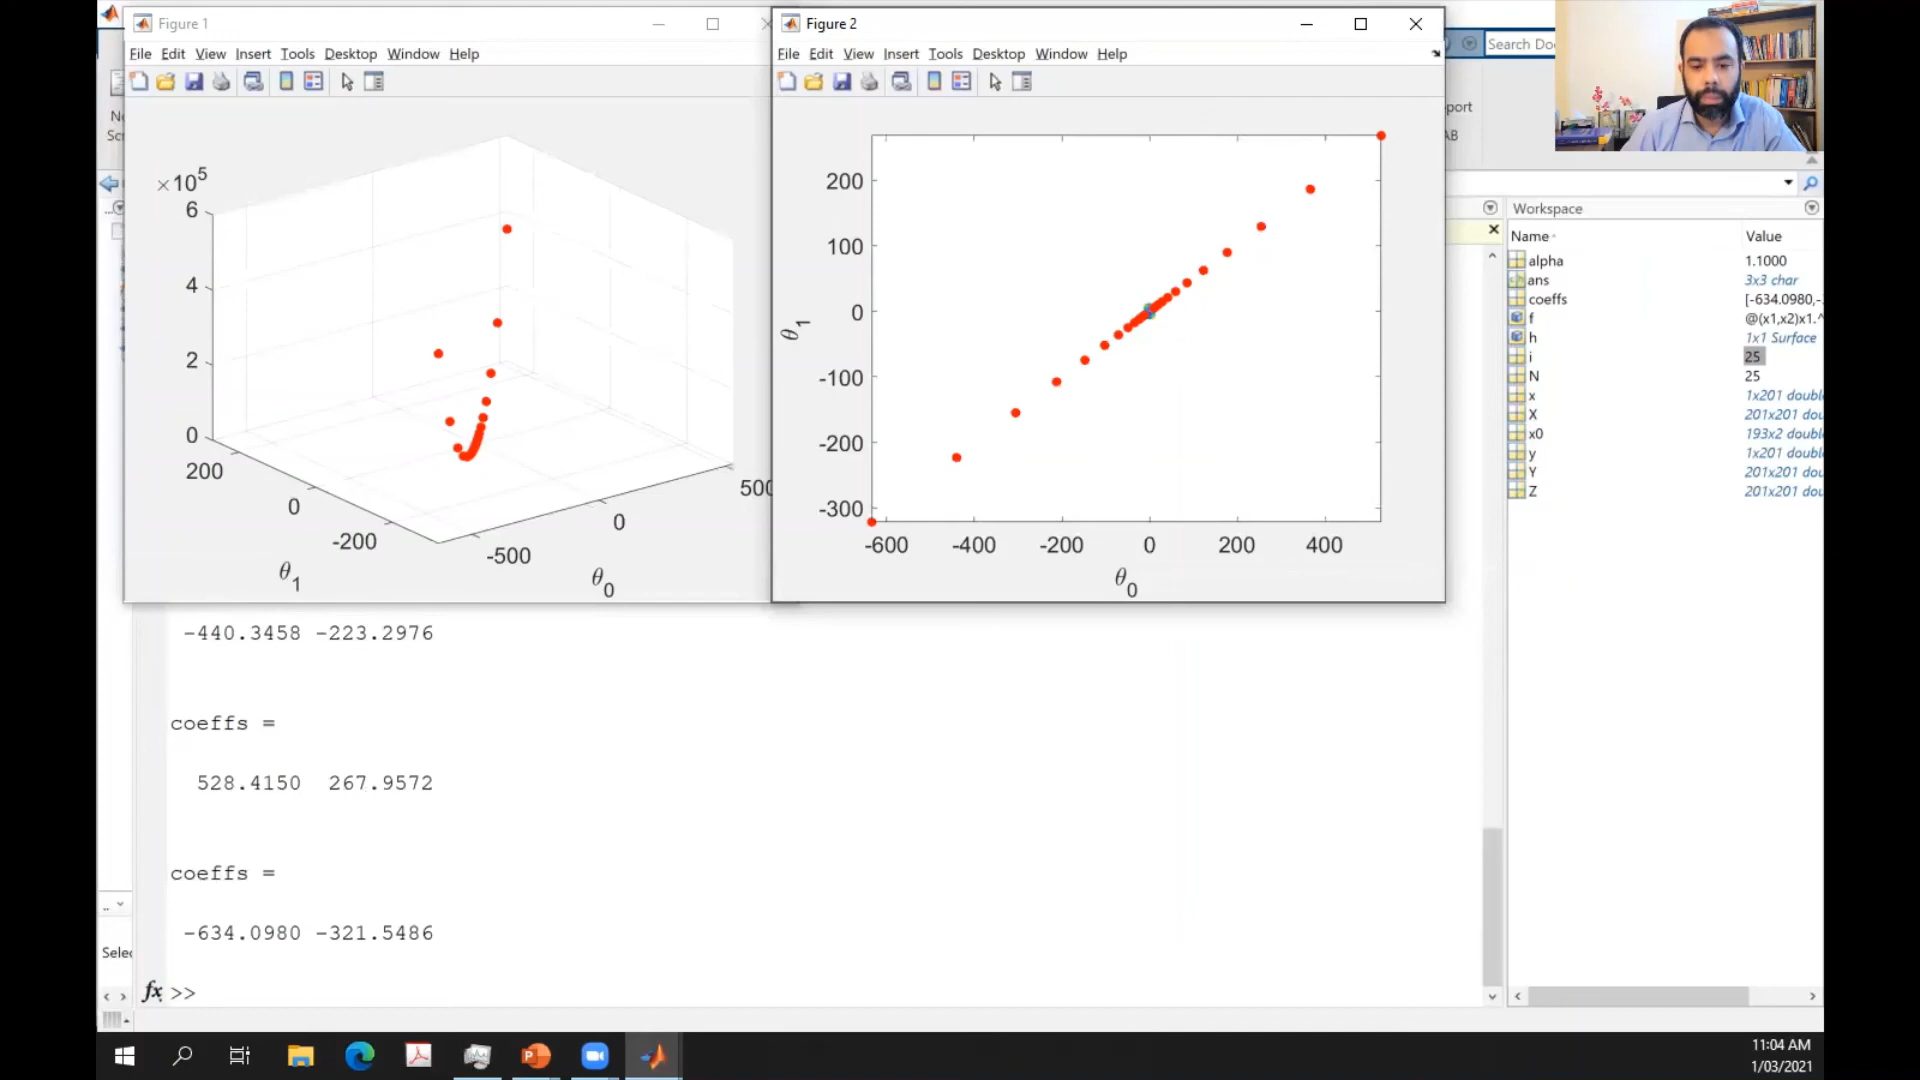 Figure 1
File Edit View Insert Tools Desktop Window Help
×10^5
6
4
2
0
200
0
-200
θ1
-500
0
500
θ0
Figure 2
File Edit View Insert Tools Desktop Window Help
200
100
0
-100
-200
-300
θ1
-600 -400 -200 0 200 400
θ0
Search Do
port
AB
Workspace
Name Value
alpha 1.1000
ans 3x3 char
coeffs [-634.0980,-
f @(x1,x2)x1.^
h 1x1 Surface
i 25
N 25
x 1x201 doubl
X 201x201 dou
x0 193x2 double
y 1x201 doubl
Y 201x201 dou
Z 201x201 dou
-440.3458 -223.2976
coeffs =
528.4150 267.9572
coeffs =
-634.0980 -321.5486
Selec
fx >>
11:04 AM
1/03/2021